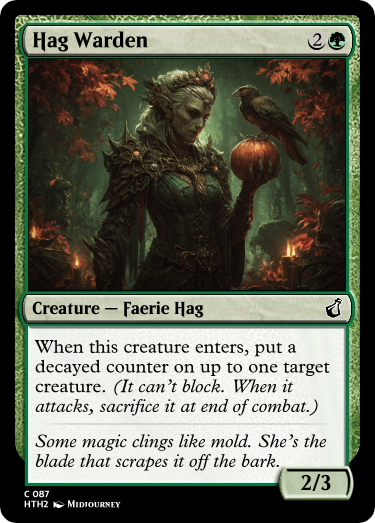 Hag Warden 2
Creature — Faerie Hag
When this creature enters, put a
decayed counter on up to one target
creature. (It can't block. When it
attacks, sacrifice it at end of combat.)
Some magic clings like mold. She's the
blade that scrapes it off the bark.
2/3
C 087
HTH2 Midjourney